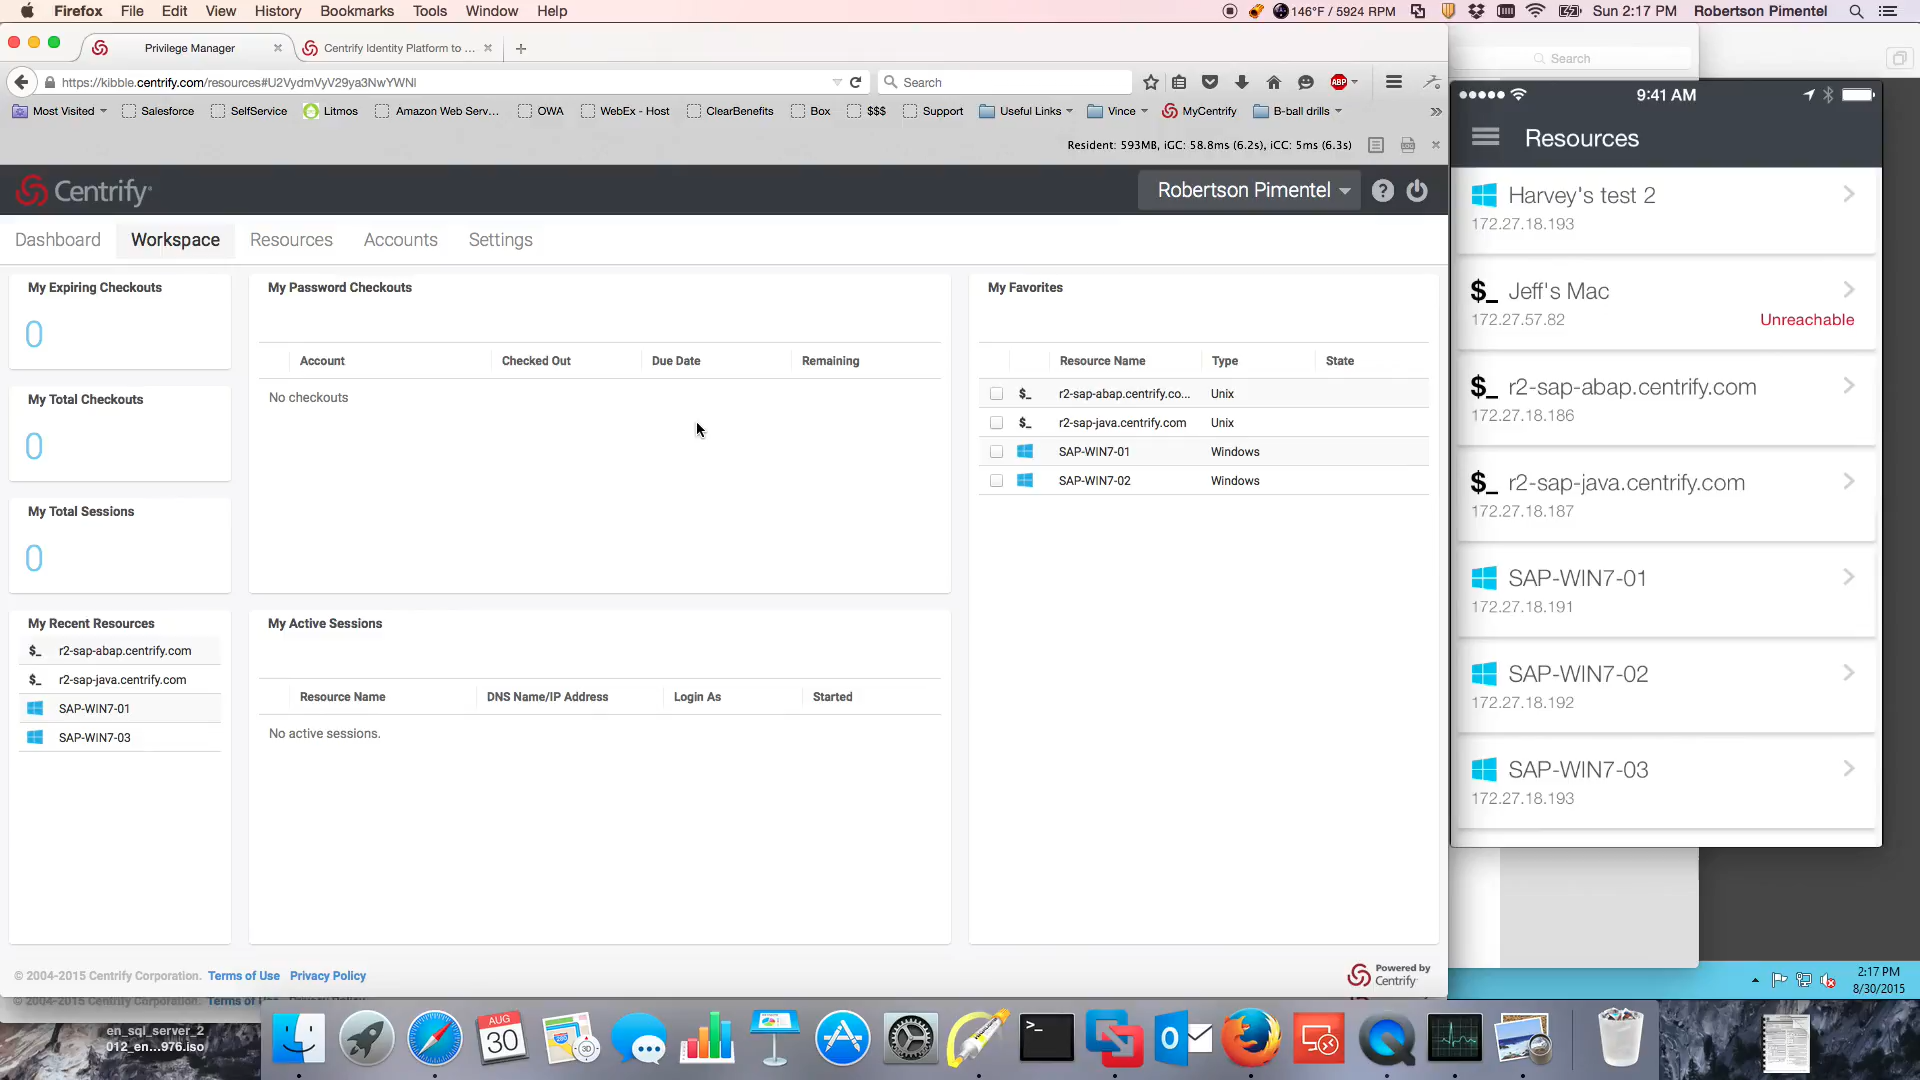 Firefox File Edit View History Bookmarks Tools Window Help
146°F / 5924 RPM
Sun 2:17 PM Robertson Pimentel
Privilege Manager
Centrify Identity Platform to ...
https://kibble.centrify.com/resources#U2VydmVyV29ya3NwYWNl
Search
ABP
Most Visited Salesforce SelfService Litmos Amazon Web Serv... OWA WebEx - Host ClearBenefits Box $$$ Support Useful Links Vince MyCentrify B-ball drills
Resident: 593MB, iGC: 58.8ms (6.2s), iCC: 5ms (6.3s)
Centrify
Robertson Pimentel
Dashboard Workspace Resources Accounts Settings
My Expiring Checkouts
0
My Total Checkouts
0
My Total Sessions
0
My Recent Resources
$_ r2-sap-abap.centrify.com
$_ r2-sap-java.centrify.com
SAP-WIN7-01
SAP-WIN7-03
My Password Checkouts
Account Checked Out Due Date Remaining
No checkouts
My Active Sessions
Resource Name DNS Name/IP Address Login As Started
No active sessions.
My Favorites
Resource Name Type State
$_ r2-sap-abap.centrify.co... Unix
$_ r2-sap-java.centrify.com Unix
SAP-WIN7-01 Windows
SAP-WIN7-02 Windows
© 2004-2015 Centrify Corporation. Terms of Use Privacy Policy
Powered by
Centrify
© 2004-2015 Centrify Corporation.
Search
9:41 AM
Resources
Harvey's test 2
172.27.18.193
$_ Jeff's Mac
172.27.57.82
Unreachable
$_ r2-sap-abap.centrify.com
172.27.18.186
$_ r2-sap-java.centrify.com
172.27.18.187
SAP-WIN7-01
172.27.18.191
SAP-WIN7-02
172.27.18.192
SAP-WIN7-03
172.27.18.193
2:17 PM
8/30/2015
en_sql_server_2
012_en...976.iso
AUG
30